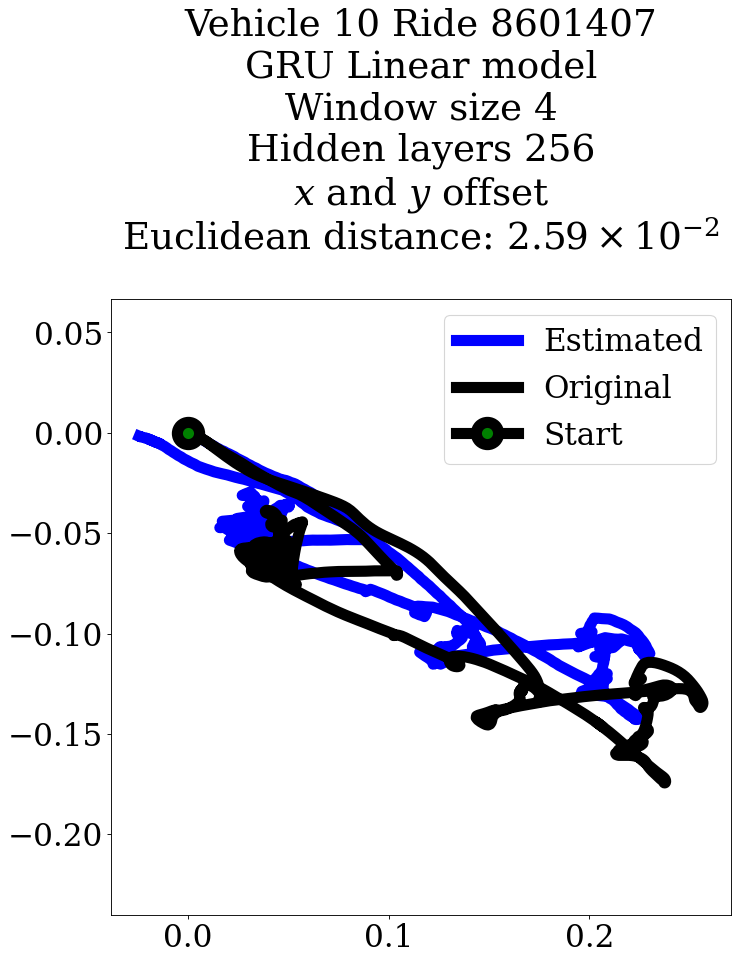 Vehicle 10 Ride 8601407
GRU Linear model
Window size 4
Hidden layers 256
x and y offset
Euclidean distance: 2.59 × 10⁻²
Estimated
Original
Start
0.05
0.00
−0.05
−0.10
−0.15
−0.20
0.0 0.1 0.2